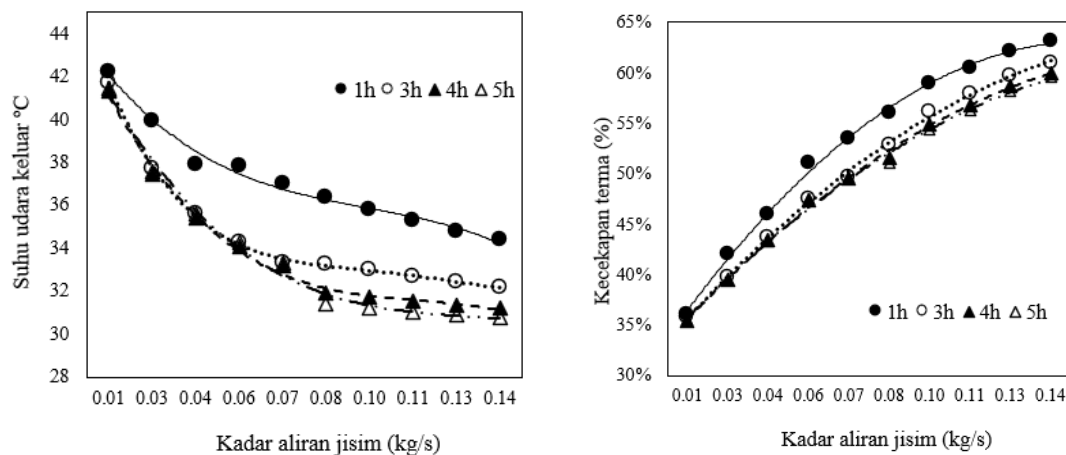 44
42
40
38
36
34
32
30
28
Suhu udara keluar °C
1h 3h 4h 5h
0.01 0.03 0.04 0.06 0.07 0.08 0.10 0.11 0.13 0.14
Kadar aliran jisim (kg/s)
65%
60%
55%
50%
45%
40%
35%
30%
Kecekapan terma (%)
1h 3h 4h 5h
0.01 0.03 0.04 0.06 0.07 0.08 0.10 0.11 0.13 0.14
Kadar aliran jisim (kg/s)